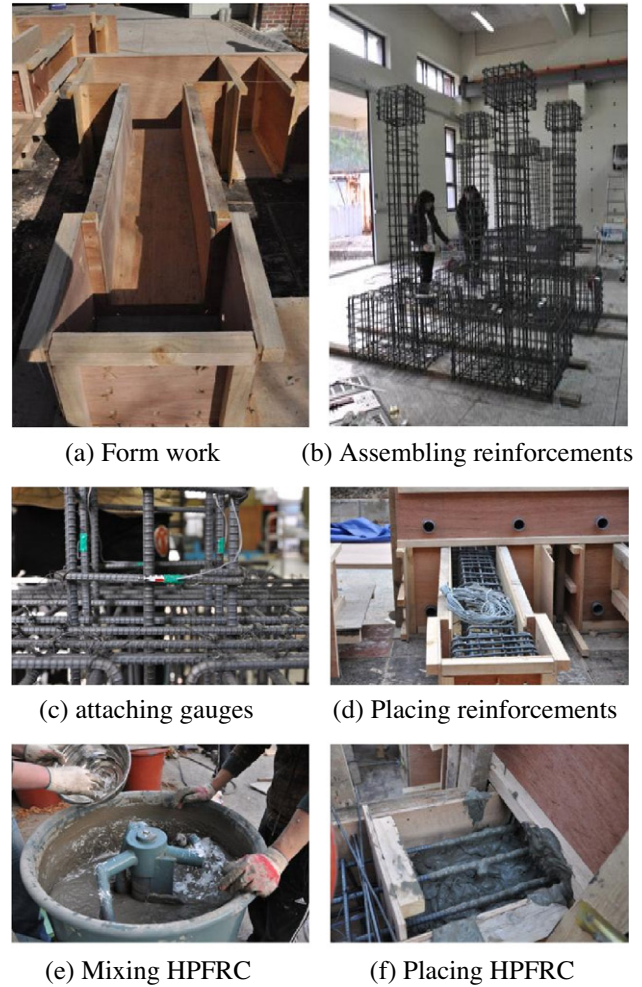 (a) Form work
(b) Assembling reinforcements
(c) attaching gauges
(d) Placing reinforcements
(e) Mixing HPFRC
(f) Placing HPFRC